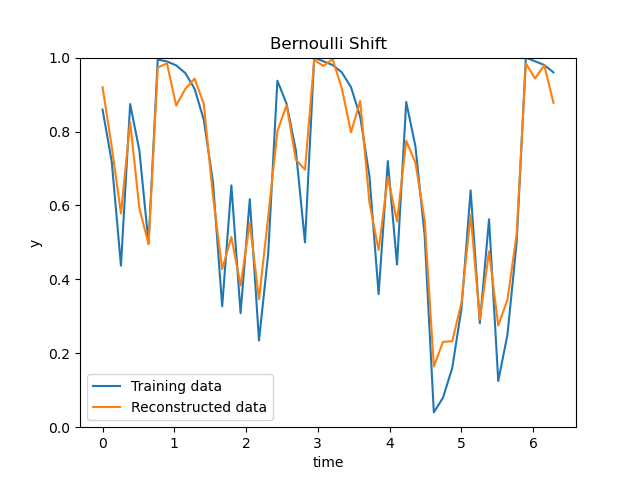 Bernoulli Shift
1.0
0.8
0.6
0.4
0.2
0.0
y
Training data
Reconstructed data
0 1 2 3 4 5 6
time